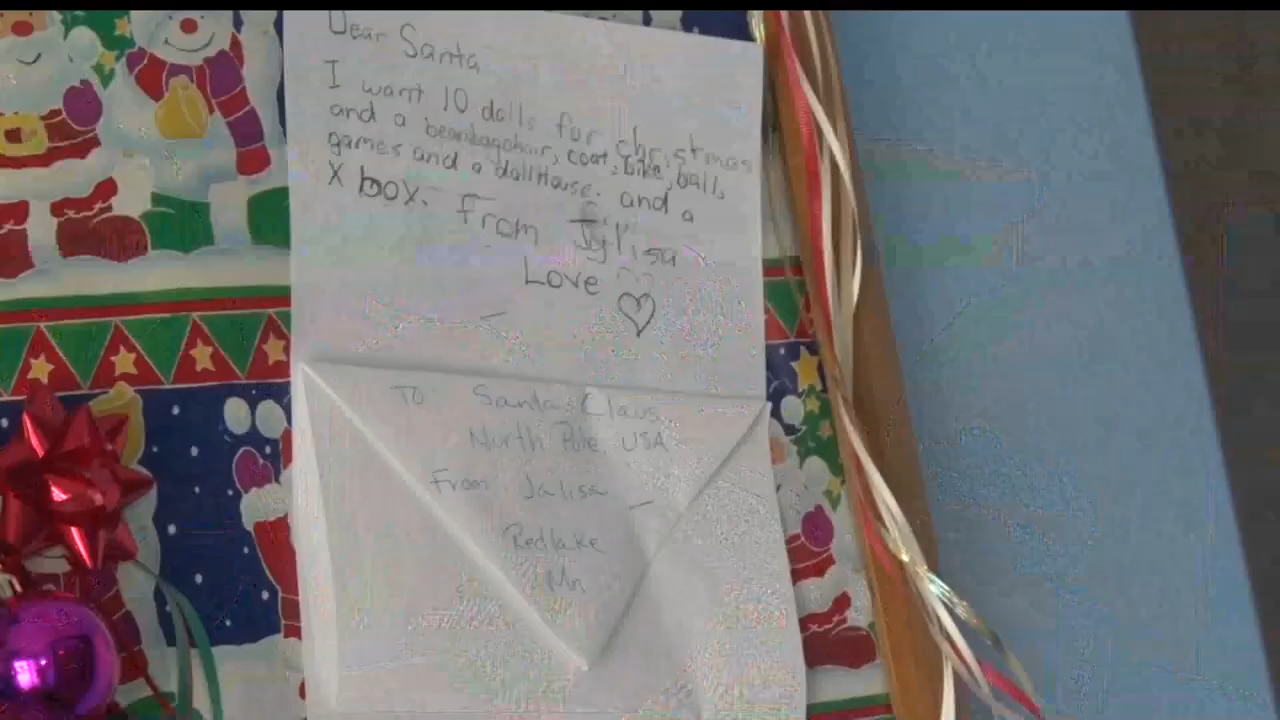 Dear Santa
I want 10 dolls for christmas
and a beanbagchair, coat, bike, ball,
games and a dollHouse. and a
X box. From Jylisa
Love
To Santa Claus
North Pole USA
From Jalisa
Redlake
Mn